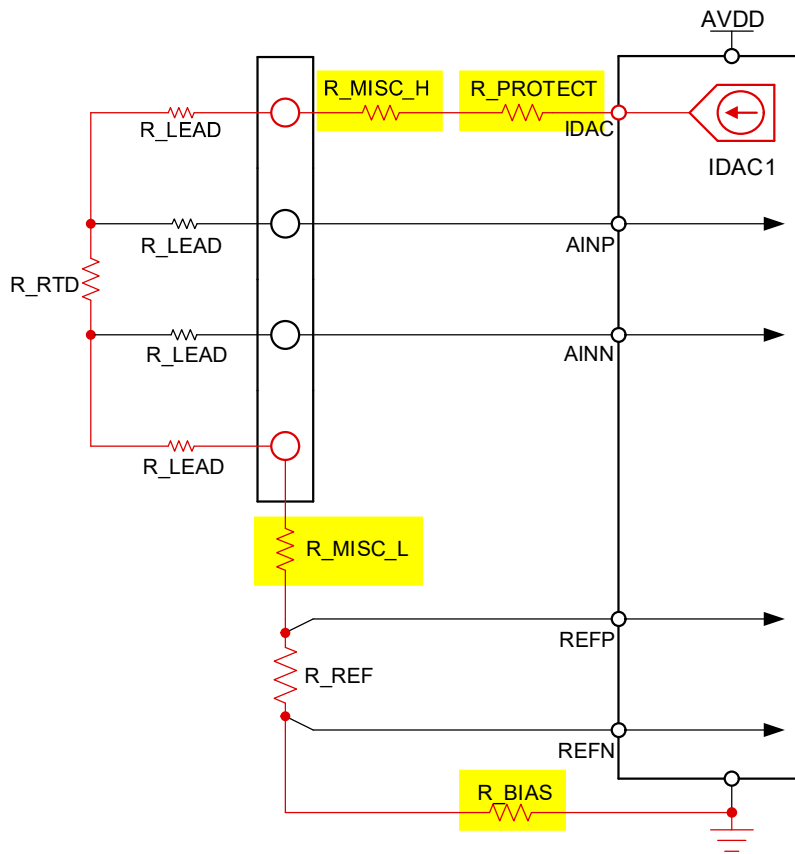 AVDD
R_MISC_H
R_PROTECT
R_LEAD
IDAC
IDAC1
R_LEAD
AINP
R_RTD
R_LEAD
AINN
R_LEAD
R_MISC_L
REFP
R_REF
REFN
R_BIAS